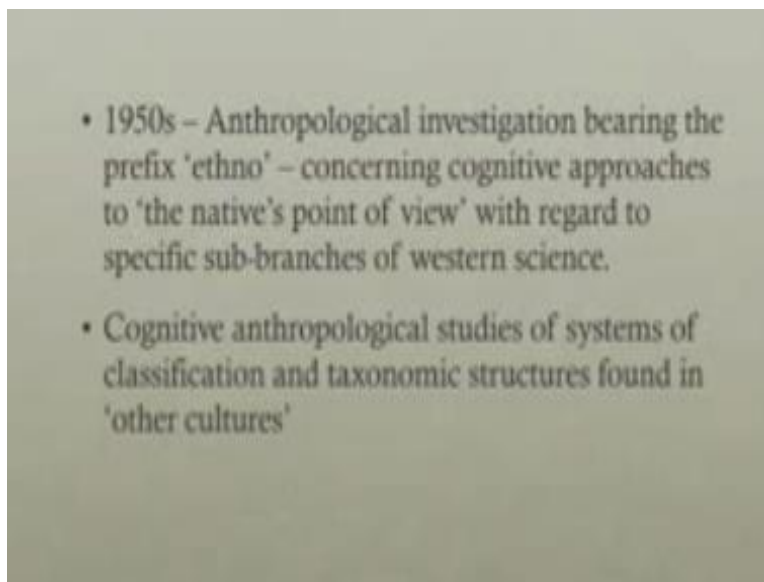 • 1950s – Anthropological investigation bearing the
prefix 'ethno' – concerning cognitive approaches
to 'the native's point of view' with regard to
specific sub-branches of western science.
• Cognitive anthropological studies of systems of
classification and taxonomic structures found in
'other cultures'